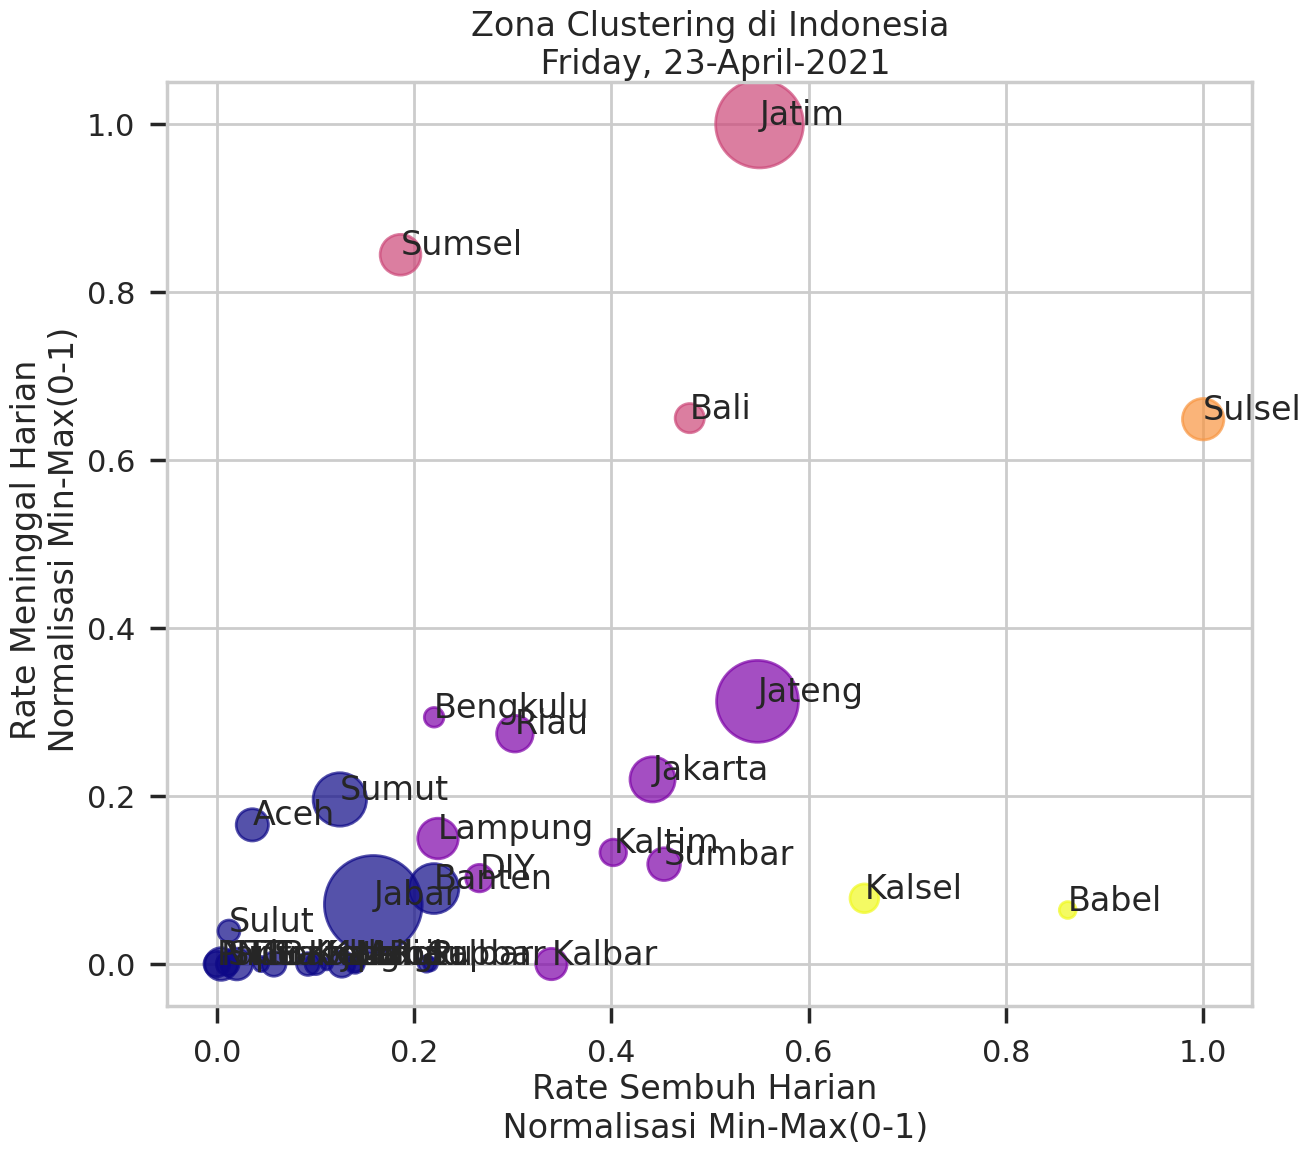 Zona Clustering di Indonesia
Friday, 23-April-2021
Rate Meninggal Harian
Normalisasi Min-Max(0-1)
1.0
0.8
0.6
0.4
0.2
0.0
Jatim
Sumsel
Bali
Sulsel
Jateng
Bengkulu
Riau
Jakarta
Sumut
Aceh
Lampung
Kaltim
Sumbar
DIY
Banten
Jabar
Kalsel
Babel
Sulut
Kalbar
0.0
0.2
0.4
0.6
0.8
1.0
Rate Sembuh Harian
Normalisasi Min-Max(0-1)